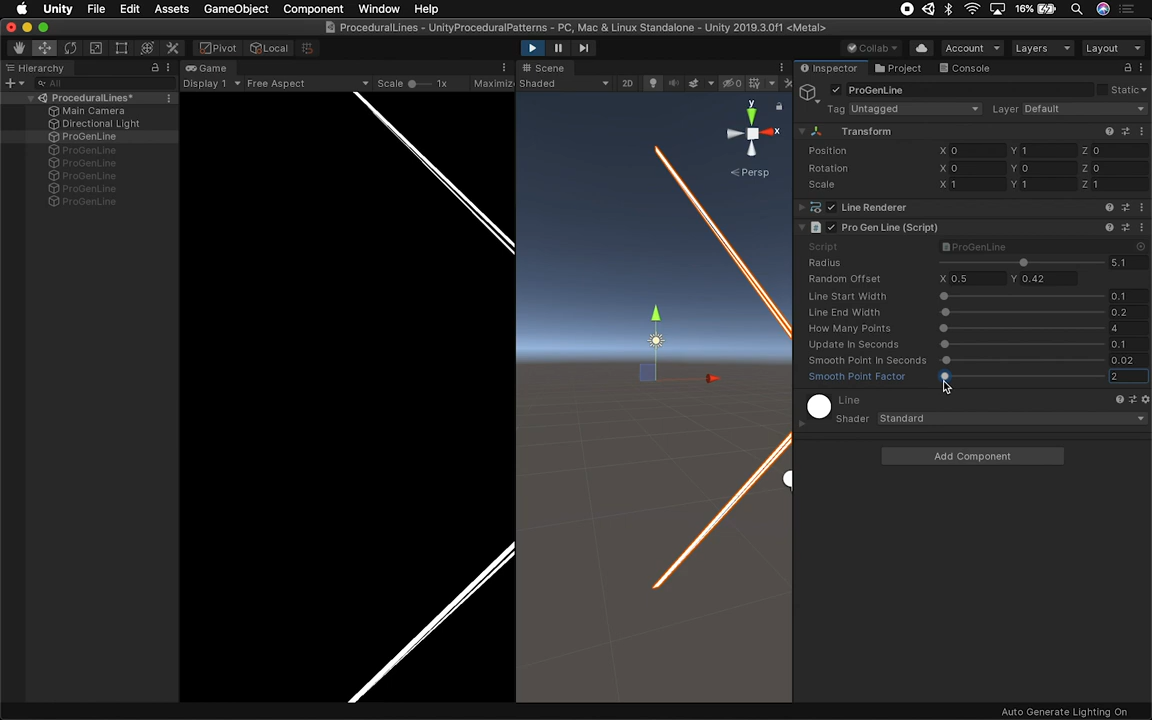 Unity File Edit Assets GameObject Component Window Help 16%
ProceduralLines - UnityProceduralPatterns - PC, Mac & Linux Standalone - Unity 2019.3.0f1 <Metal>
Pivot Local Collab Account Layers Layout
Hierarchy Game Scene Inspector Project Console
All Display 1 Free Aspect Scale 1x Maximiz Shaded 2D 0
ProGenLine Static
ProceduralLines*
Main Camera
Directional Light
ProGenLine
ProGenLine
ProGenLine
ProGenLine
ProGenLine
ProGenLine
y
x
Persp
Tag Untagged Layer Default
Transform
Position X 0 Y 1 Z 0
Rotation X 0 Y 0 Z 0
Scale X 1 Y 1 Z 1
Line Renderer
Pro Gen Line (Script)
Script ProGenLine
Radius 5.1
Random Offset X 0.5 Y 0.42
Line Start Width 0.1
Line End Width 0.2
How Many Points 4
Update In Seconds 0.1
Smooth Point In Seconds 0.02
Smooth Point Factor 2
Line
Shader Standard
Add Component
Auto Generate Lighting On